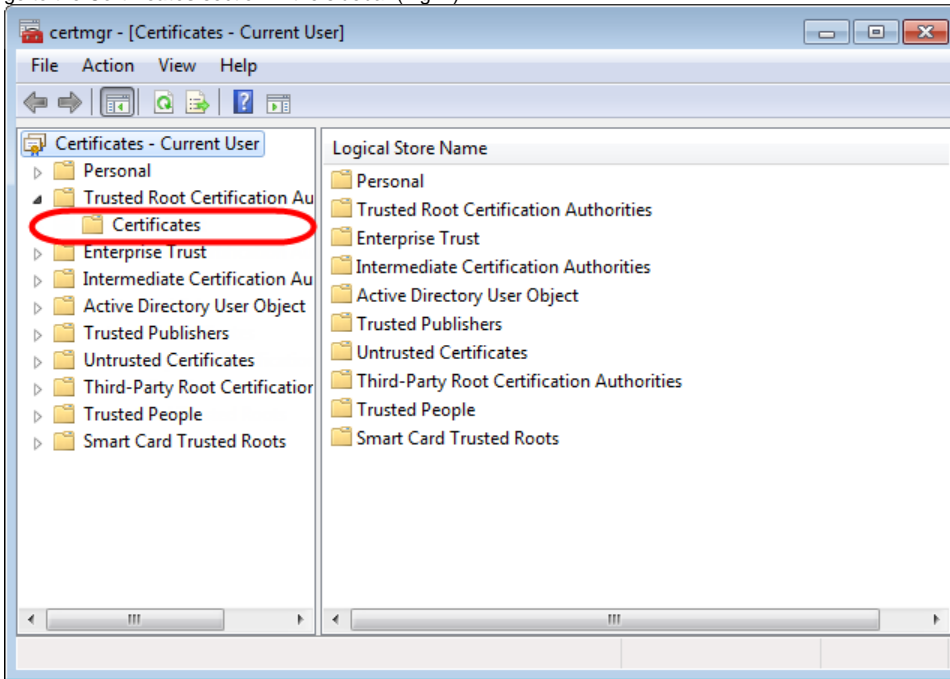 certmgr - [Certificates - Current User]
File Action View Help
Certificates - Current User
Personal
Trusted Root Certification Au
Certificates
Enterprise Trust
Intermediate Certification Au
Active Directory User Object
Trusted Publishers
Untrusted Certificates
Third-Party Root Certification
Trusted People
Smart Card Trusted Roots
Logical Store Name
Personal
Trusted Root Certification Authorities
Enterprise Trust
Intermediate Certification Authorities
Active Directory User Object
Trusted Publishers
Untrusted Certificates
Third-Party Root Certification Authorities
Trusted People
Smart Card Trusted Roots